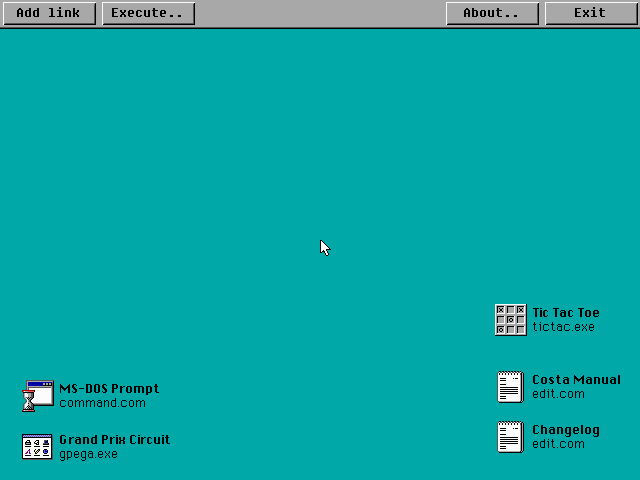 Add link
Execute..
About..
Exit
Tic Tac Toe
tictac.exe
MS-DOS Prompt
command.com
Costa Manual
edit.com
Grand Prix Circuit
gpega.exe
Changelog
edit.com